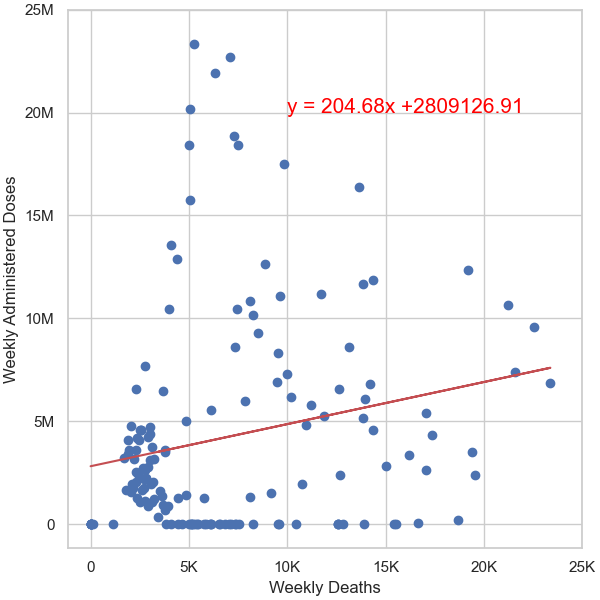 25M
20M
15M
10M
5M
0
Weekly Administered Doses
y = 204.68x +2809126.91
0
5K
10K
15K
20K
25K
Weekly Deaths